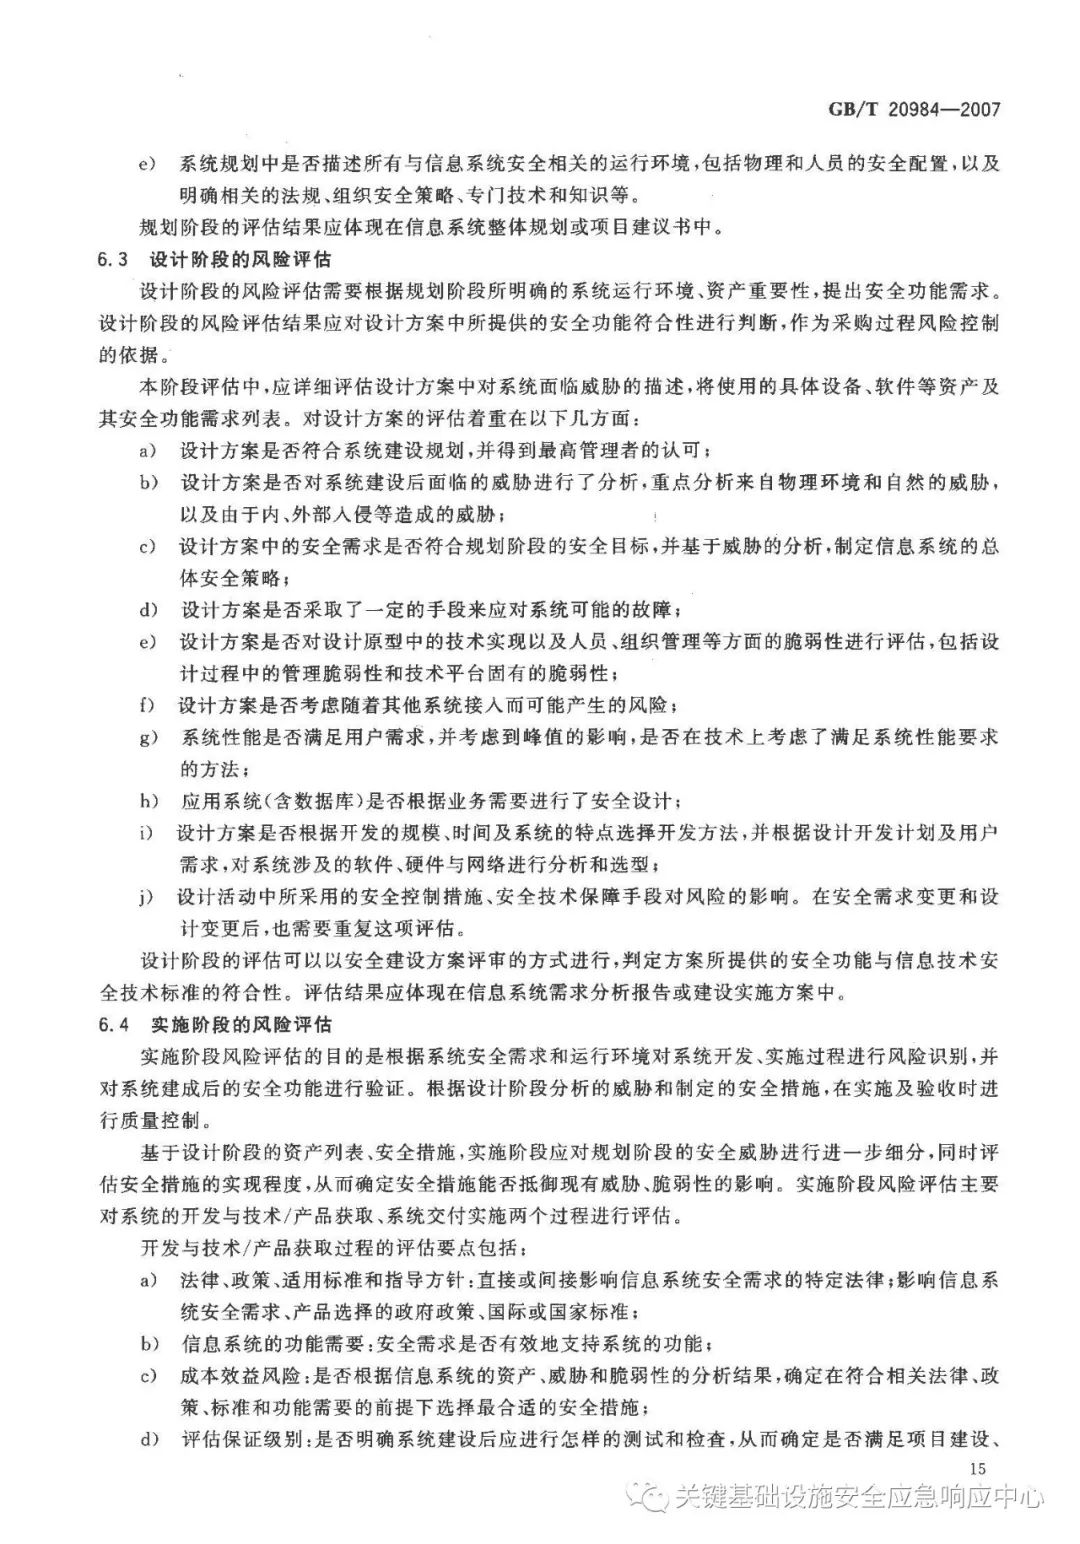 GB/T 20984—2007
e) 系统规划中是否描述所有与信息系统安全相关的运行环境,包括物理和人员的安全配置,以及
明确相关的法规、组织安全策略、专门技术和知识等。
规划阶段的评估结果应体现在信息系统整体规划或项目建议书中。
6.3 设计阶段的风险评估
设计阶段的风险评估需要根据规划阶段所明确的系统运行环境、资产重要性,提出安全功能需求。
设计阶段的风险评估结果应对设计方案中所提供的安全功能符合性进行判断,作为采购过程风险控制
的依据。
本阶段评估中,应详细评估设计方案中对系统面临威胁的描述,将使用的具体设备、软件等资产及
其安全功能需求列表。对设计方案的评估着重在以下几方面:
a) 设计方案是否符合系统建设规划,并得到最高管理者的认可;
b) 设计方案是否对系统建设后面临的威胁进行了分析,重点分析来自物理环境和自然的威胁,
以及由于内、外部入侵等造成的威胁;
c) 设计方案中的安全需求是否符合规划阶段的安全目标,并基于威胁的分析,制定信息系统的总
体安全策略;
d) 设计方案是否采取了一定的手段来应对系统可能的故障;
e) 设计方案是否对设计原型中的技术实现以及人员、组织管理等方面的脆弱性进行评估,包括设
计过程中的管理脆弱性和技术平台固有的脆弱性;
f) 设计方案是否考虑随着其他系统接入而可能产生的风险;
g) 系统性能是否满足用户需求,并考虑到峰值的影响,是否在技术上考虑了满足系统性能要求
的方法;
h) 应用系统(含数据库)是否根据业务需要进行了安全设计;
i) 设计方案是否根据开发的规模、时间及系统的特点选择开发方法,并根据设计开发计划及用户
需求,对系统涉及的软件、硬件与网络进行分析和选型;
j) 设计活动中所采用的安全控制措施、安全技术保障手段对风险的影响。在安全需求变更和设
计变更后,也需要重复这项评估。
设计阶段的评估可以以安全建设方案评审的方式进行,判定方案所提供的安全功能与信息技术安
全技术标准的符合性。评估结果应体现在信息系统需求分析报告或建设实施方案中。
6.4 实施阶段的风险评估
实施阶段风险评估的目的是根据系统安全需求和运行环境对系统开发、实施过程进行风险识别,并
对系统建成后的安全功能进行验证。根据设计阶段分析的威胁和制定的安全措施,在实施及验收时进
行质量控制。
基于设计阶段的资产列表、安全措施,实施阶段应对规划阶段的安全威胁进行进一步细分,同时评
估安全措施的实现程度,从而确定安全措施能否抵御现有威胁、脆弱性的影响。实施阶段风险评估主要
对系统的开发与技术/产品获取、系统交付实施两个过程进行评估。
开发与技术/产品获取过程的评估要点包括:
a) 法律、政策、适用标准和指导方针:直接或间接影响信息系统安全需求的特定法律;影响信息系
统安全需求、产品选择的政府政策、国际或国家标准;
b) 信息系统的功能需要:安全需求是否有效地支持系统的功能;
c) 成本效益风险:是否根据信息系统的资产、威胁和脆弱性的分析结果,确定在符合相关法律、政
策、标准和功能需要的前提下选择最合适的安全措施;
d) 评估保证级别:是否明确系统建设后应进行怎样的测试和检查,从而确定是否满足项目建设、
15
关键基础设施安全应急响应中心